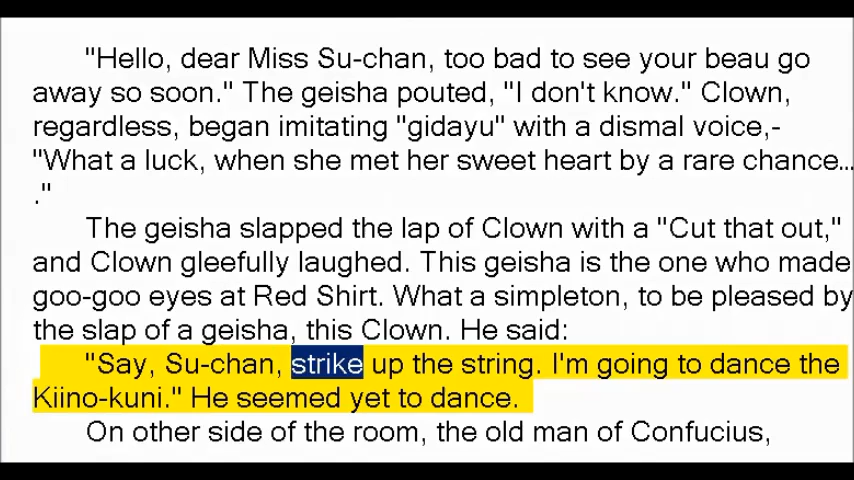 "Hello, dear Miss Su-chan, too bad to see your beau go
away so soon." The geisha pouted, "I don't know." Clown,
regardless, began imitating "gidayu" with a dismal voice,-
"What a luck, when she met her sweet heart by a rare chance...
."
The geisha slapped the lap of Clown with a "Cut that out,"
and Clown gleefully laughed. This geisha is the one who made
goo-goo eyes at Red Shirt. What a simpleton, to be pleased by
the slap of a geisha, this Clown. He said:
"Say, Su-chan, strike up the string. I'm going to dance the
Kiino-kuni." He seemed yet to dance.
On other side of the room, the old man of Confucius,